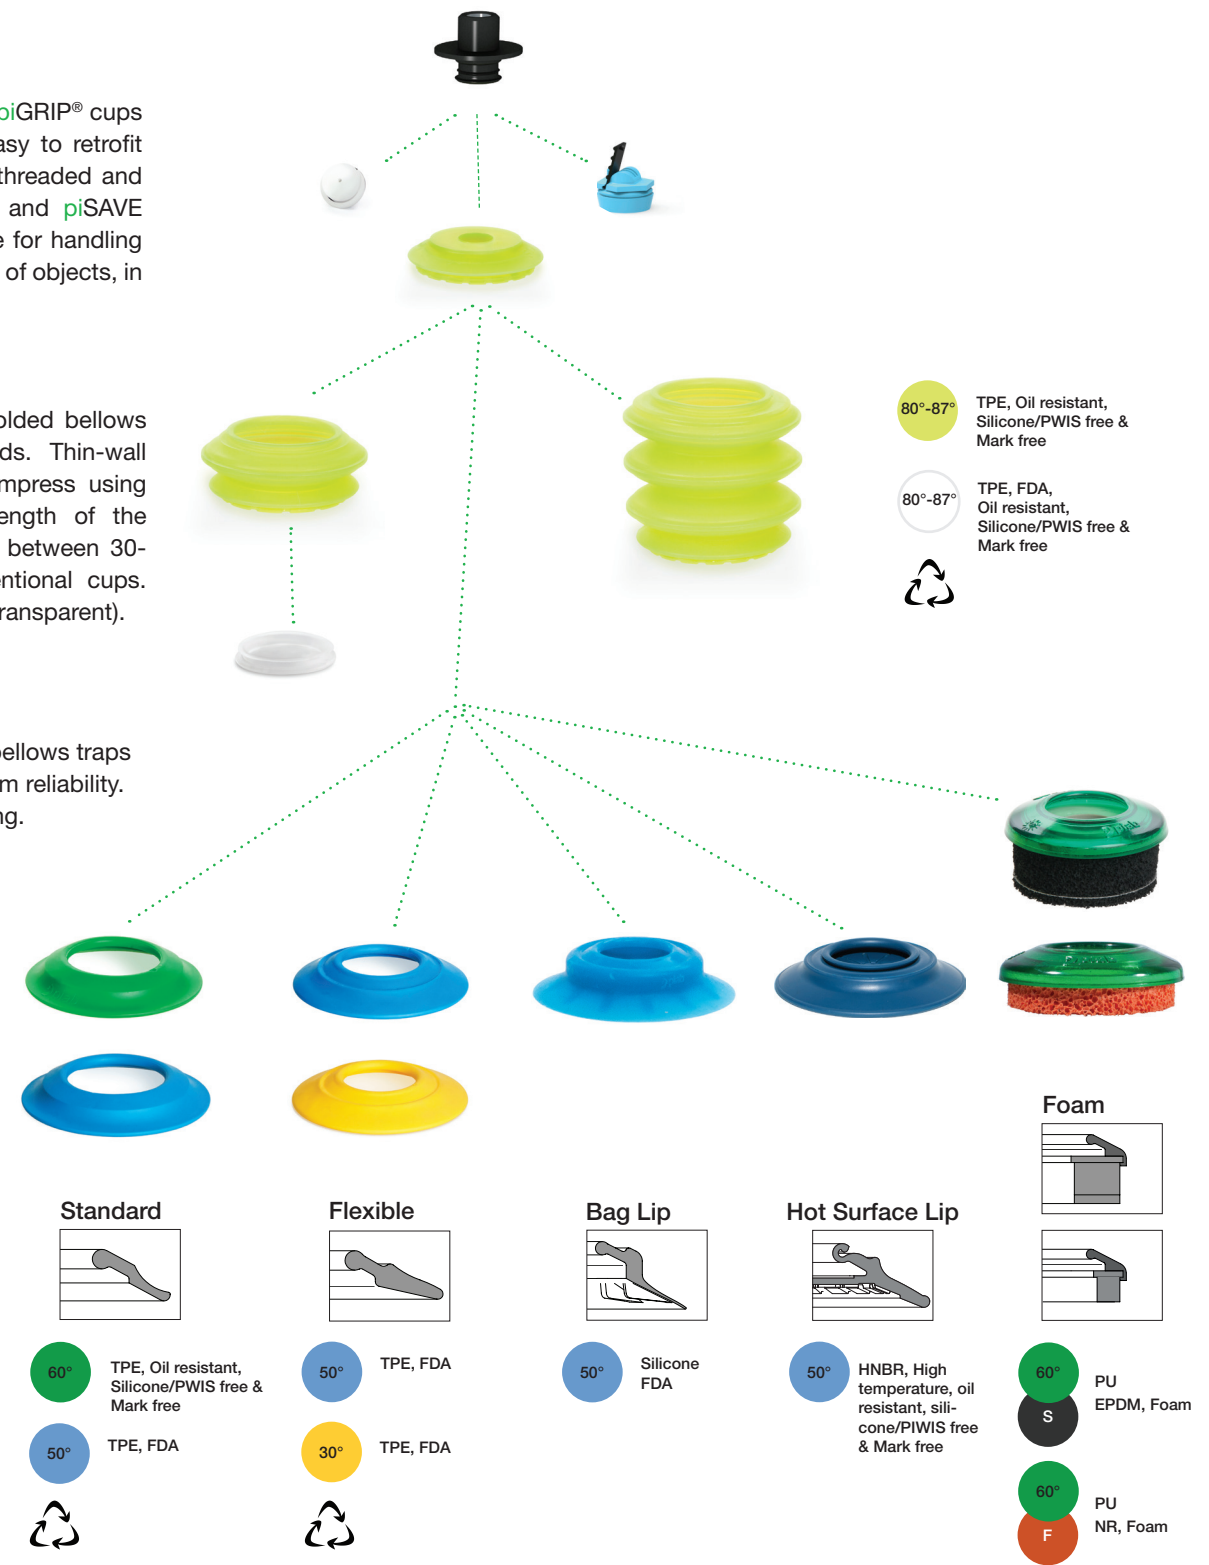 piGRIP® cups
asy to retrofit
threaded and
and piSAVE
e for handling
of objects, in
olded bellows
ds. Thin-wall
mpress using
ength of the
between 30-
entional cups.
ransparent).
bellows traps
m reliability.
ng.
80°-87°
TPE, Oil resistant,
Silicone/PWIS free &
Mark free
80°-87°
TPE, FDA,
Oil resistant,
Silicone/PWIS free &
Mark free
Foam
Standard
Flexible
Bag Lip
Hot Surface Lip
60°
TPE, Oil resistant,
Silicone/PWIS free &
Mark free
50°
TPE, FDA
50°
TPE, FDA
30°
TPE, FDA
50°
Silicone
FDA
50°
HNBR, High
temperature, oil
resistant, sili-
cone/PIWIS free
& Mark free
60°
S
PU
EPDM, Foam
60°
F
PU
NR, Foam